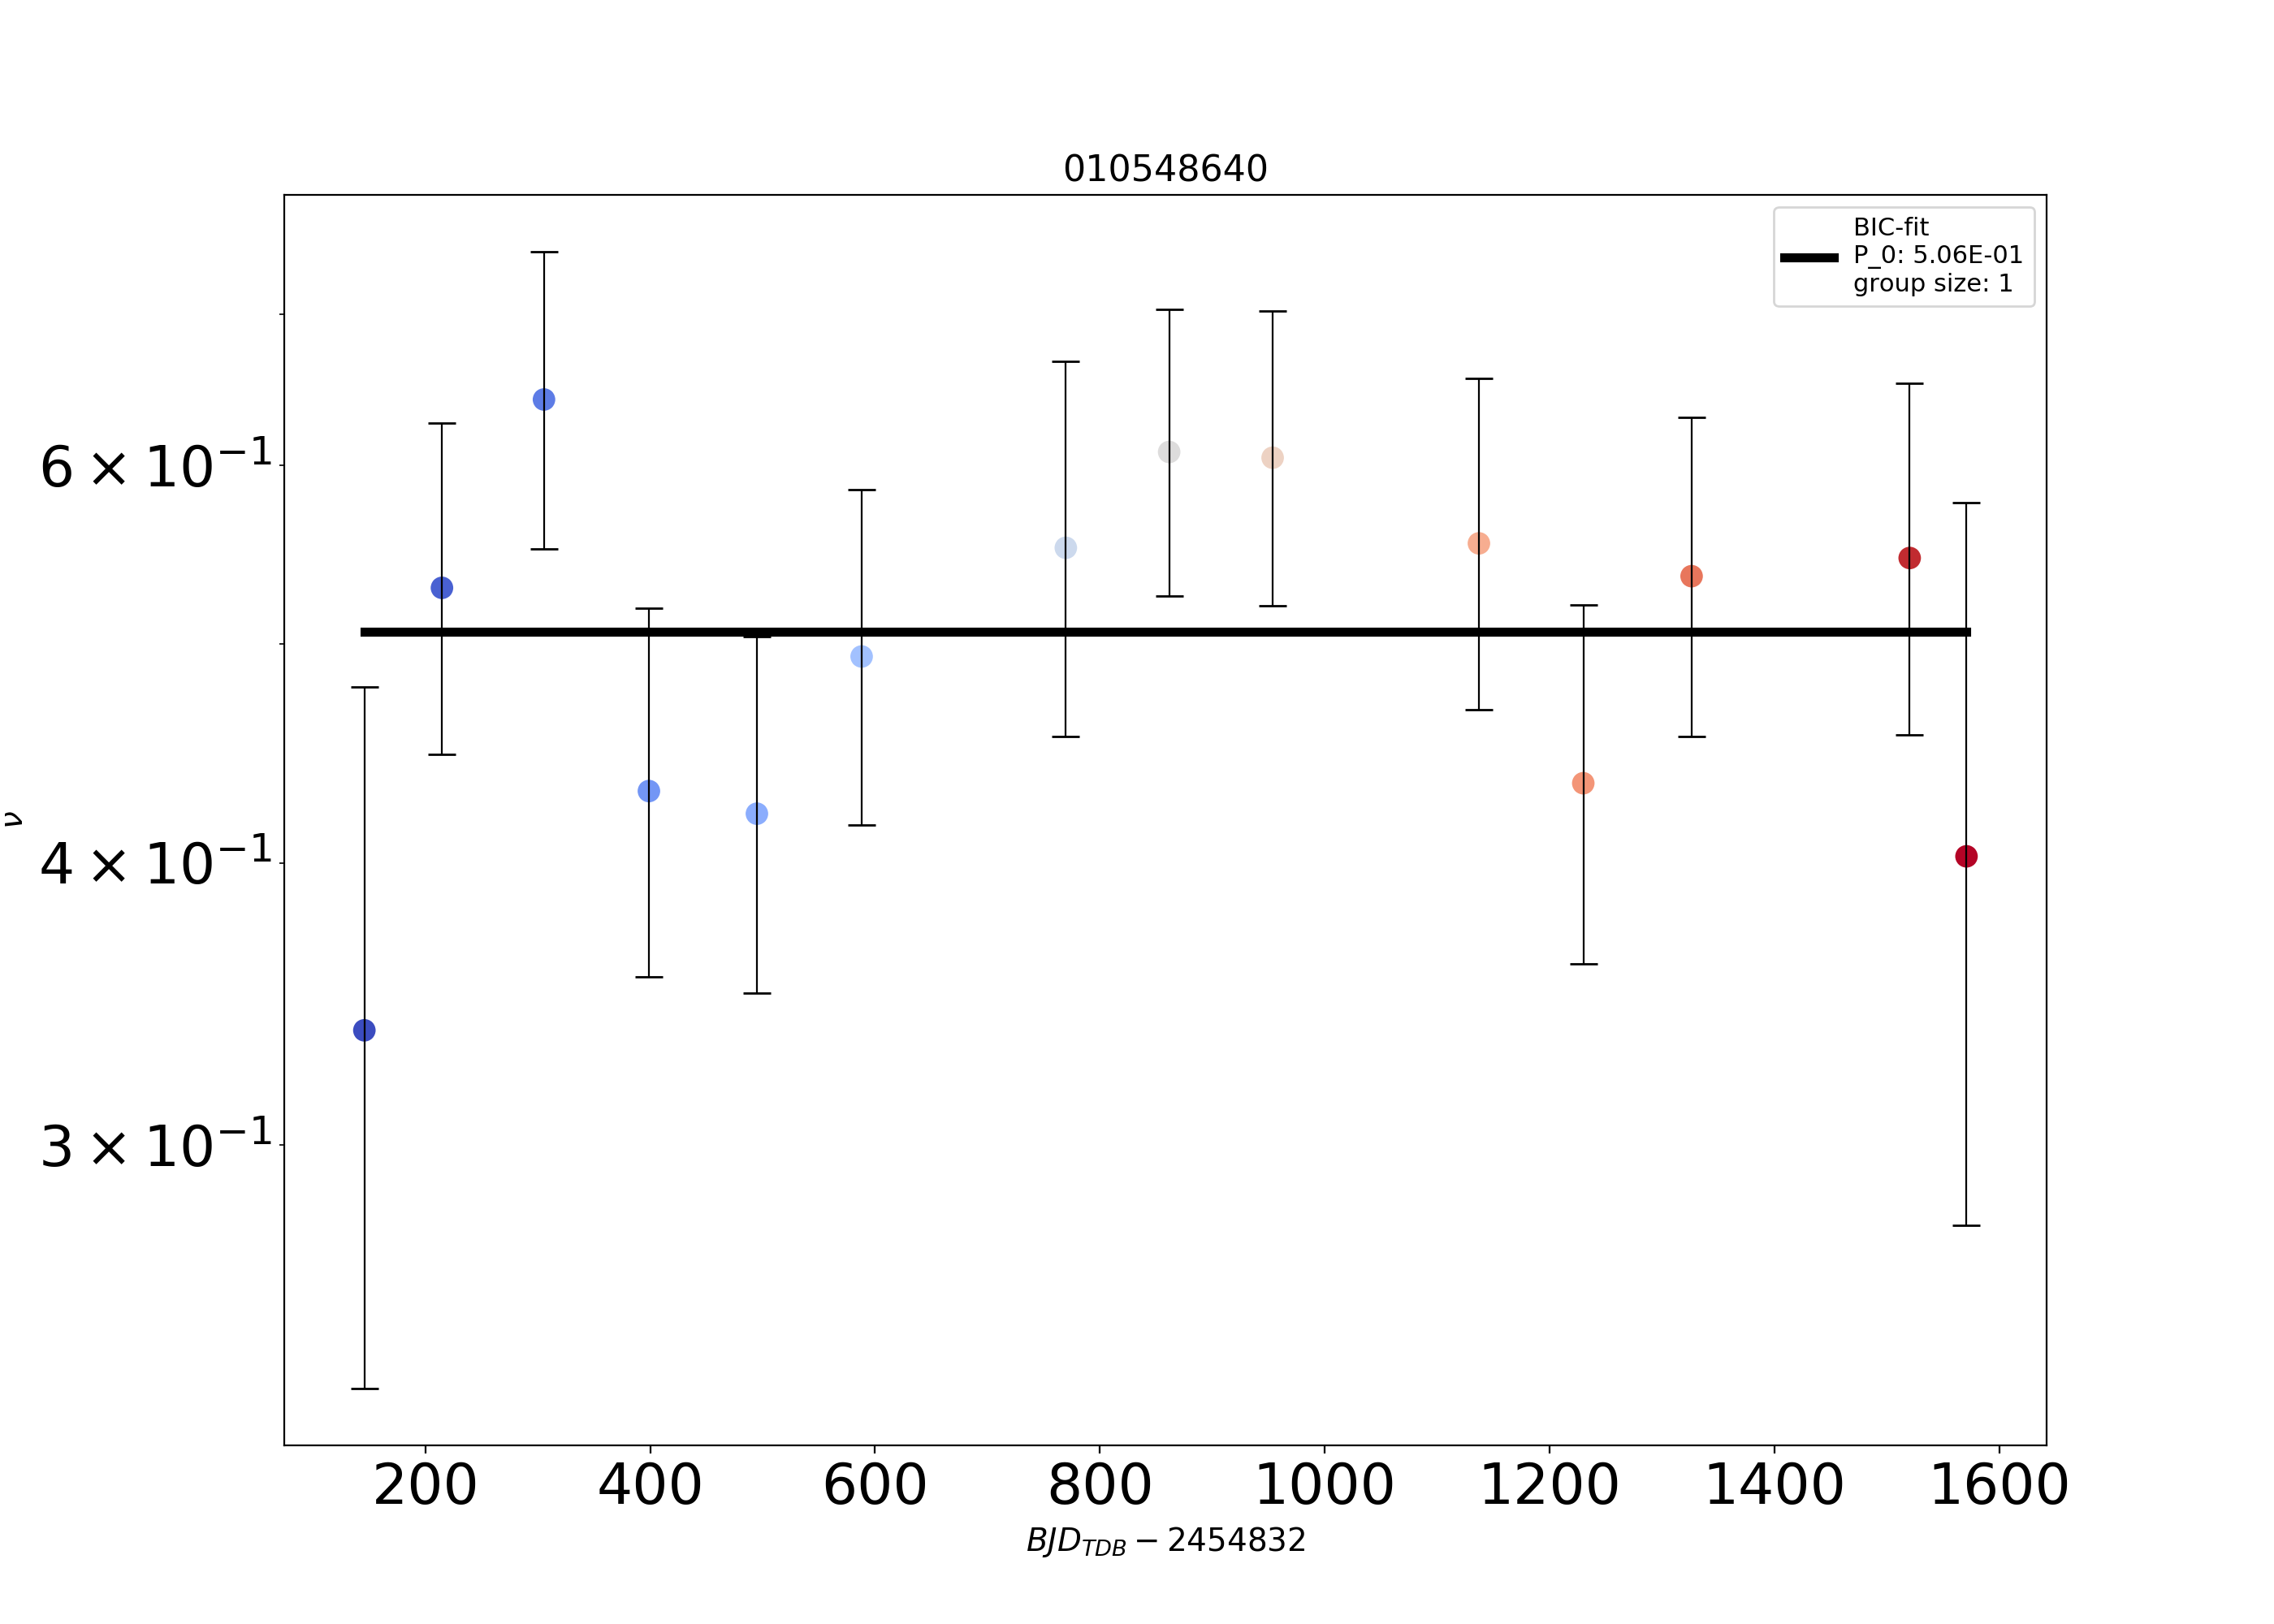 010548640
BIC-fit
P_0: 5.06E-01
group size: 1
6 × 10⁻¹
4 × 10⁻¹
3 × 10⁻¹
ν
200 400 600 800 1000 1200 1400 1600
BJD_TDB − 2454832